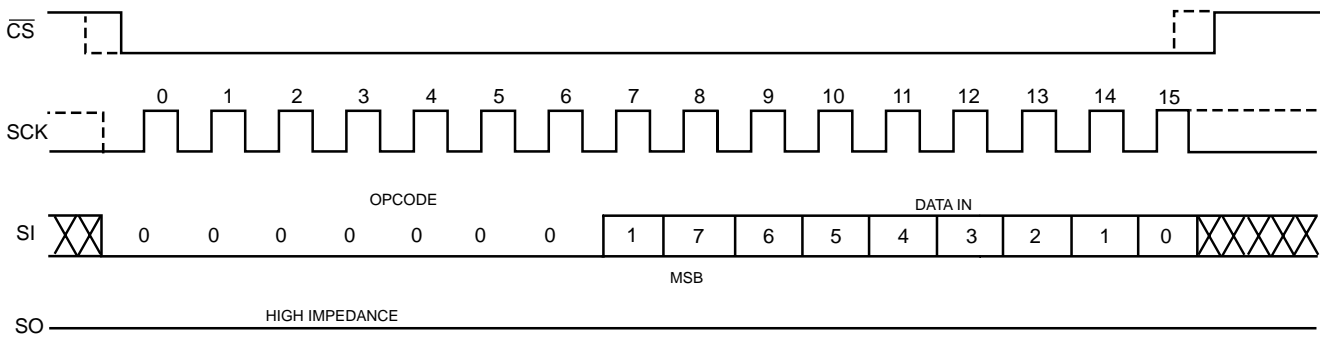 CS
0 1 2 3 4 5 6 7 8 9 10 11 12 13 14 15
SCK
OPCODE DATA IN
SI 0 0 0 0 0 0 0 1 7 6 5 4 3 2 1 0
MSB
HIGH IMPEDANCE
SO